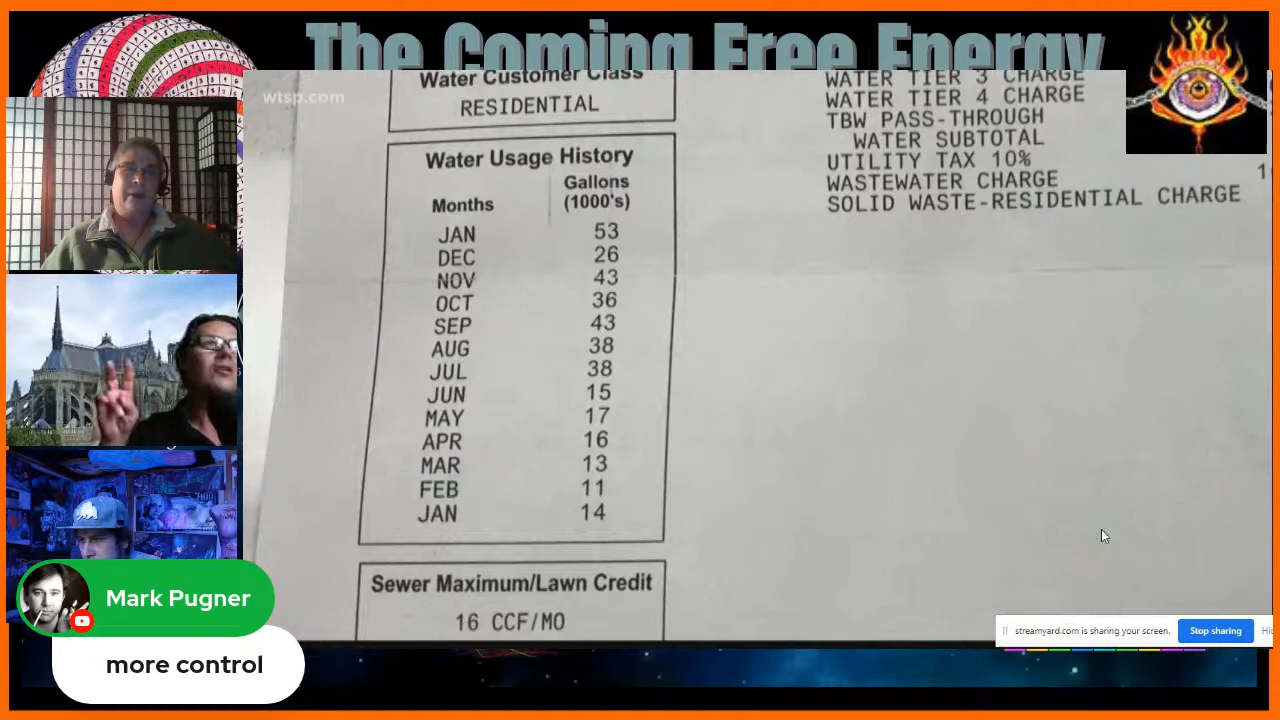 The Coming Free Energy
wtsp.com
Water Customer Class
RESIDENTIAL
Water Usage History
Months Gallons (1000's)
JAN 53
DEC 26
NOV 43
OCT 36
SEP 43
AUG 38
JUL 38
JUN 15
MAY 17
APR 16
MAR 13
FEB 11
JAN 14
Sewer Maximum/Lawn Credit
16 CCF/MO
WATER TIER 3 CHARGE
WATER TIER 4 CHARGE
TBW PASS-THROUGH
WATER SUBTOTAL
UTILITY TAX 10%
WASTEWATER CHARGE
SOLID WASTE-RESIDENTIAL CHARGE
streamyard.com is sharing your screen.
Stop sharing
Mark Pugner
more control